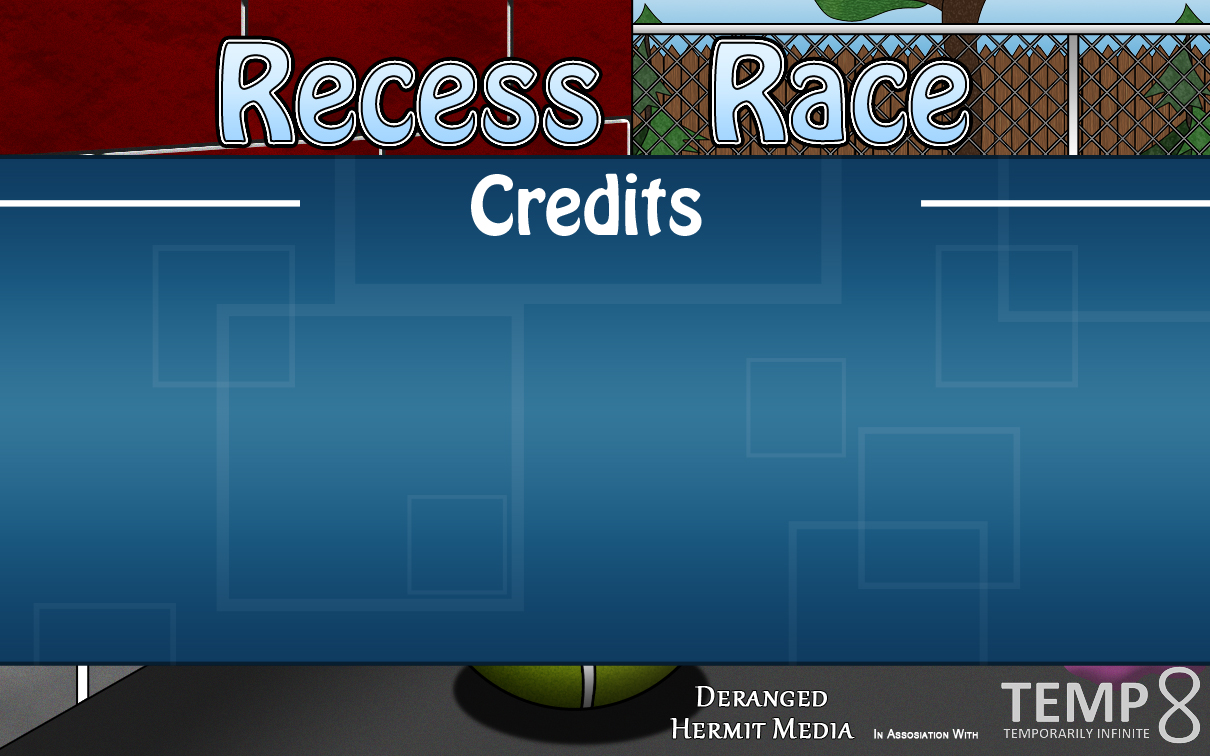 Recess Race
Credits
Deranged
Hermit Media
In Assosiation With
TEMP8
TEMPORARILY INFINITE